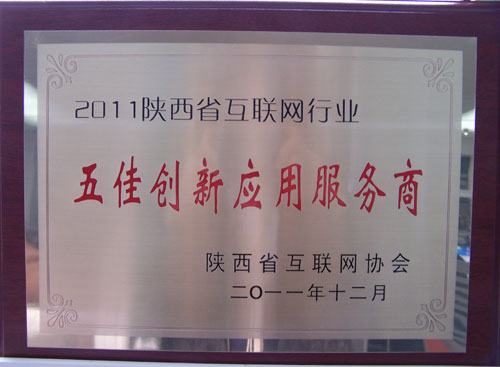 2011陕西省互联网行业
五佳创新应用服务商
陕西省互联网协会
二〇一一年十二月